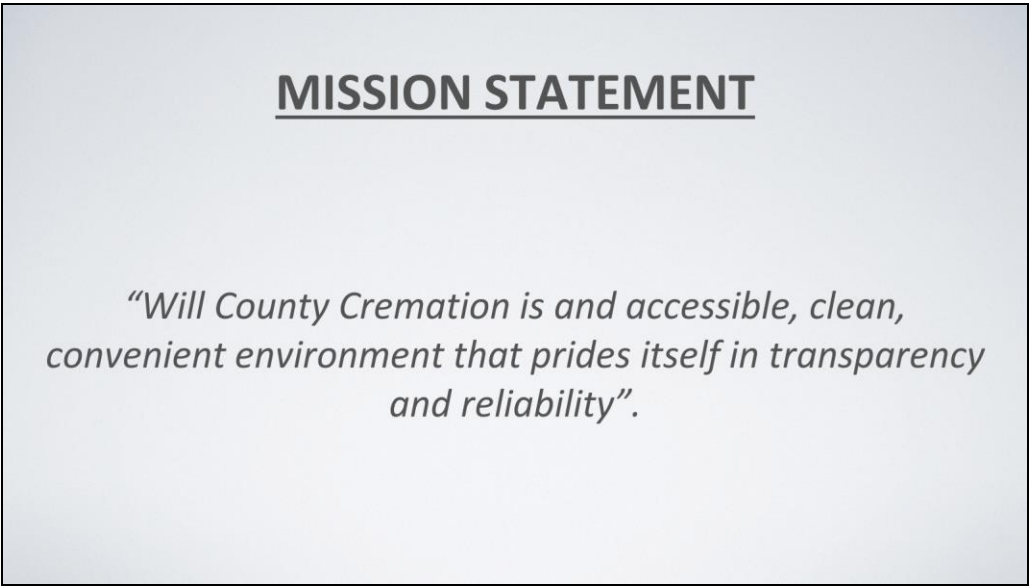 MISSION STATEMENT
“Will County Cremation is and accessible, clean,
convenient environment that prides itself in transparency
and reliability”.